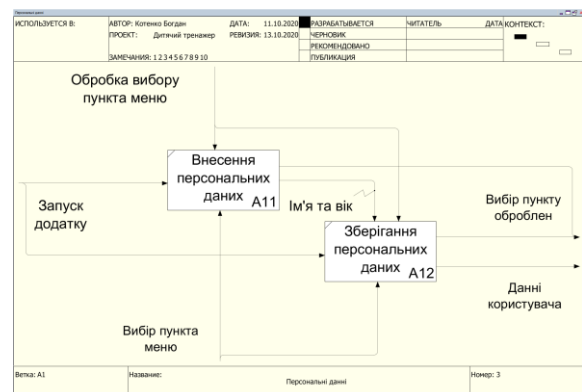 Персональні данні
ИСПОЛЬЗУЕТСЯ В:
АВТОР: Котенко Богдан
ДАТА: 11.10.2020
РАЗРАБАТЫВАЕТСЯ
ЧИТАТЕЛЬ
ДАТА
КОНТЕКСТ:
ПРОЕКТ: Дитячий тренажер
РЕВИЗИЯ: 13.10.2020
ЧЕРНОВИК
РЕКОМЕНДОВАНО
ЗАМЕЧАНИЯ: 1 2 3 4 5 6 7 8 9 10
ПУБЛИКАЦИЯ
Обробка вибору
пункта меню
Внесення
персональних
даних
A11
Запуск
додатку
Ім'я та вік
Вибір пункту
оброблен
Зберігання
персональних
даних
A12
Данні
користувача
Вибір пункта
меню
Ветка: A1
Название:
Персональні данні
Номер: 3